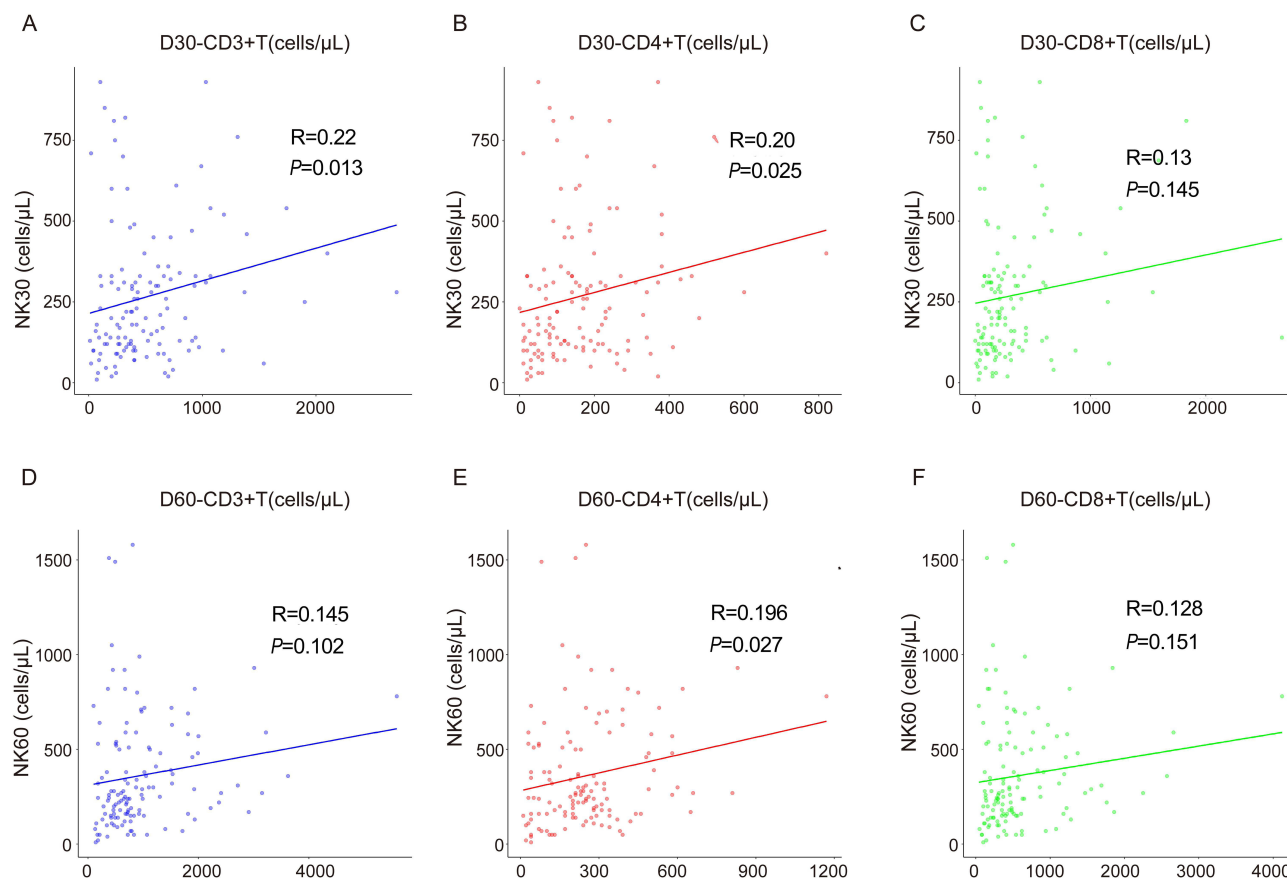 A
D30-CD3+T(cells/μL)
NK30 (cells/μL)
750
500
250
0
R=0.22
P=0.013
0 1000 2000
B
D30-CD4+T(cells/μL)
NK30 (cells/μL)
750
500
250
0
R=0.20
P=0.025
0 200 400 600 800
C
D30-CD8+T(cells/μL)
NK30 (cells/μL)
750
500
250
0
R=0.13
P=0.145
0 1000 2000
D
D60-CD3+T(cells/μL)
NK60 (cells/μL)
1500
1000
500
0
R=0.145
P=0.102
0 2000 4000
E
D60-CD4+T(cells/μL)
NK60 (cells/μL)
1500
1000
500
0
R=0.196
P=0.027
0 300 600 900 1200
F
D60-CD8+T(cells/μL)
NK60 (cells/μL)
1500
1000
500
0
R=0.128
P=0.151
0 1000 2000 3000 4000